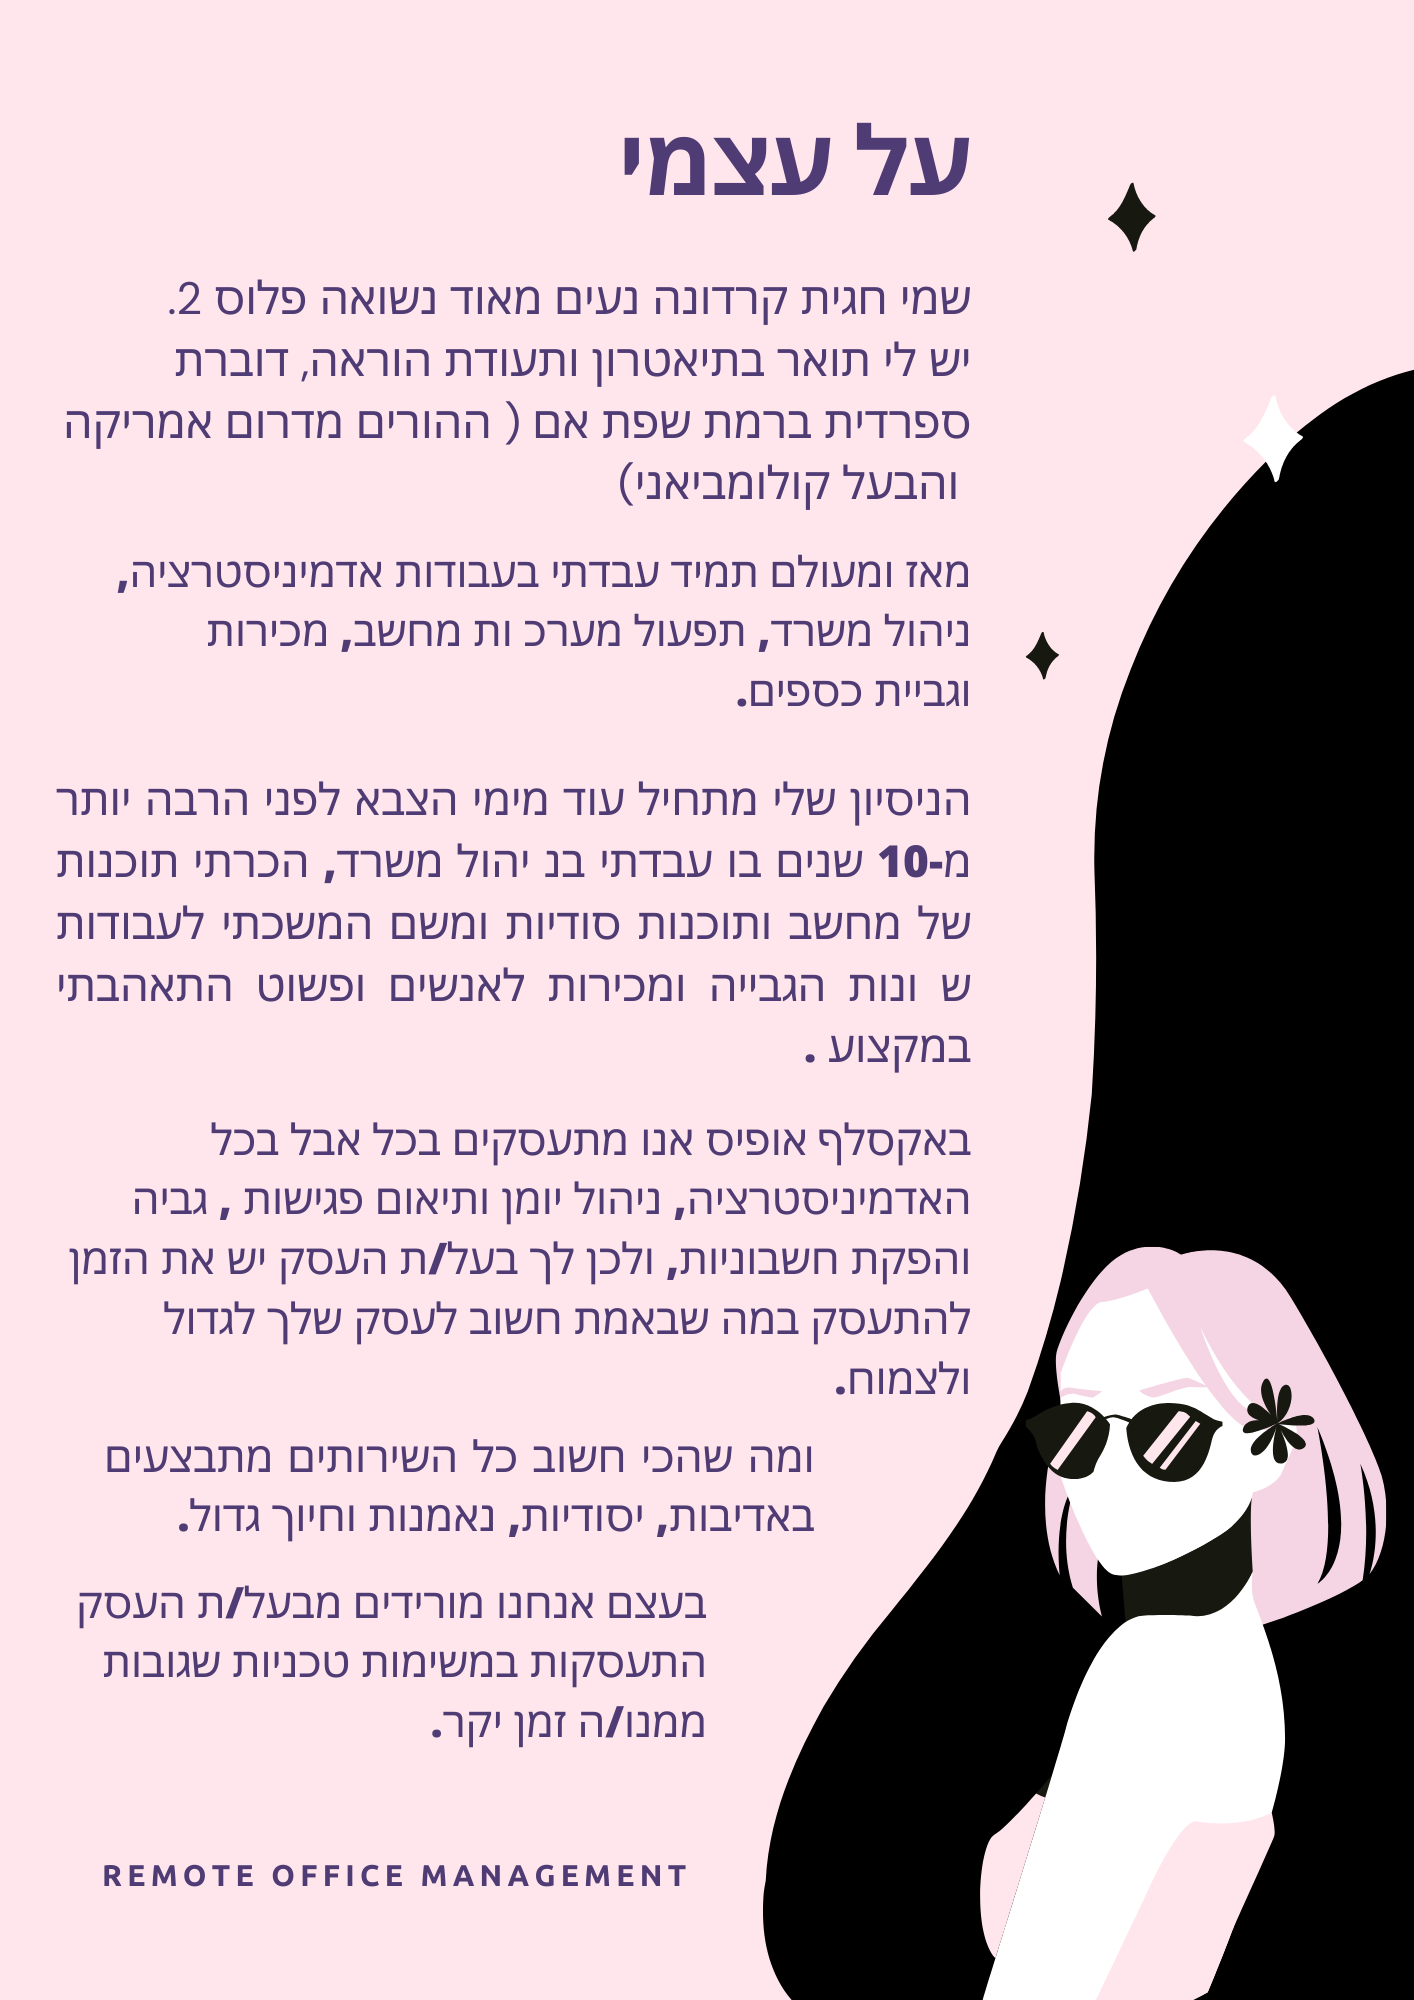 על עצמי
שמי חגית קרדונה נעים מאוד נשואה פלוס 2.
יש לי תואר בתיאטרון ותעודת הוראה, דוברת
ספרדית ברמת שפת אם ( ההורים מדרום אמריקה
והבעל קולומביאני)
מאז ומעולם תמיד עבדתי בעבודות אדמיניסטרציה,
ניהול משרד, תפעול מערכ ות מחשב, מכירות
וגביית כספים.
הניסיון שלי מתחיל עוד מימי הצבא לפני הרבה יותר
מ-10 שנים בו עבדתי בנ יהול משרד, הכרתי תוכנות
של מחשב ותוכנות סודיות ומשם המשכתי לעבודות
ש ונות הגבייה ומכירות לאנשים ופשוט התאהבתי
במקצוע .
באקסלף אופיס אנו מתעסקים בכל אבל בכל
האדמיניסטרציה, ניהול יומן ותיאום פגישות , גביה
והפקת חשבוניות, ולכן לך בעל/ת העסק יש את הזמן
להתעסק במה שבאמת חשוב לעסק שלך לגדול
ולצמוח.
ומה שהכי חשוב כל השירותים מתבצעים
באדיבות, יסודיות, נאמנות וחיוך גדול.
בעצם אנחנו מורידים מבעל/ת העסק
התעסקות במשימות טכניות שגובות
ממנו/ה זמן יקר.
REMOTE OFFICE MANAGEMENT